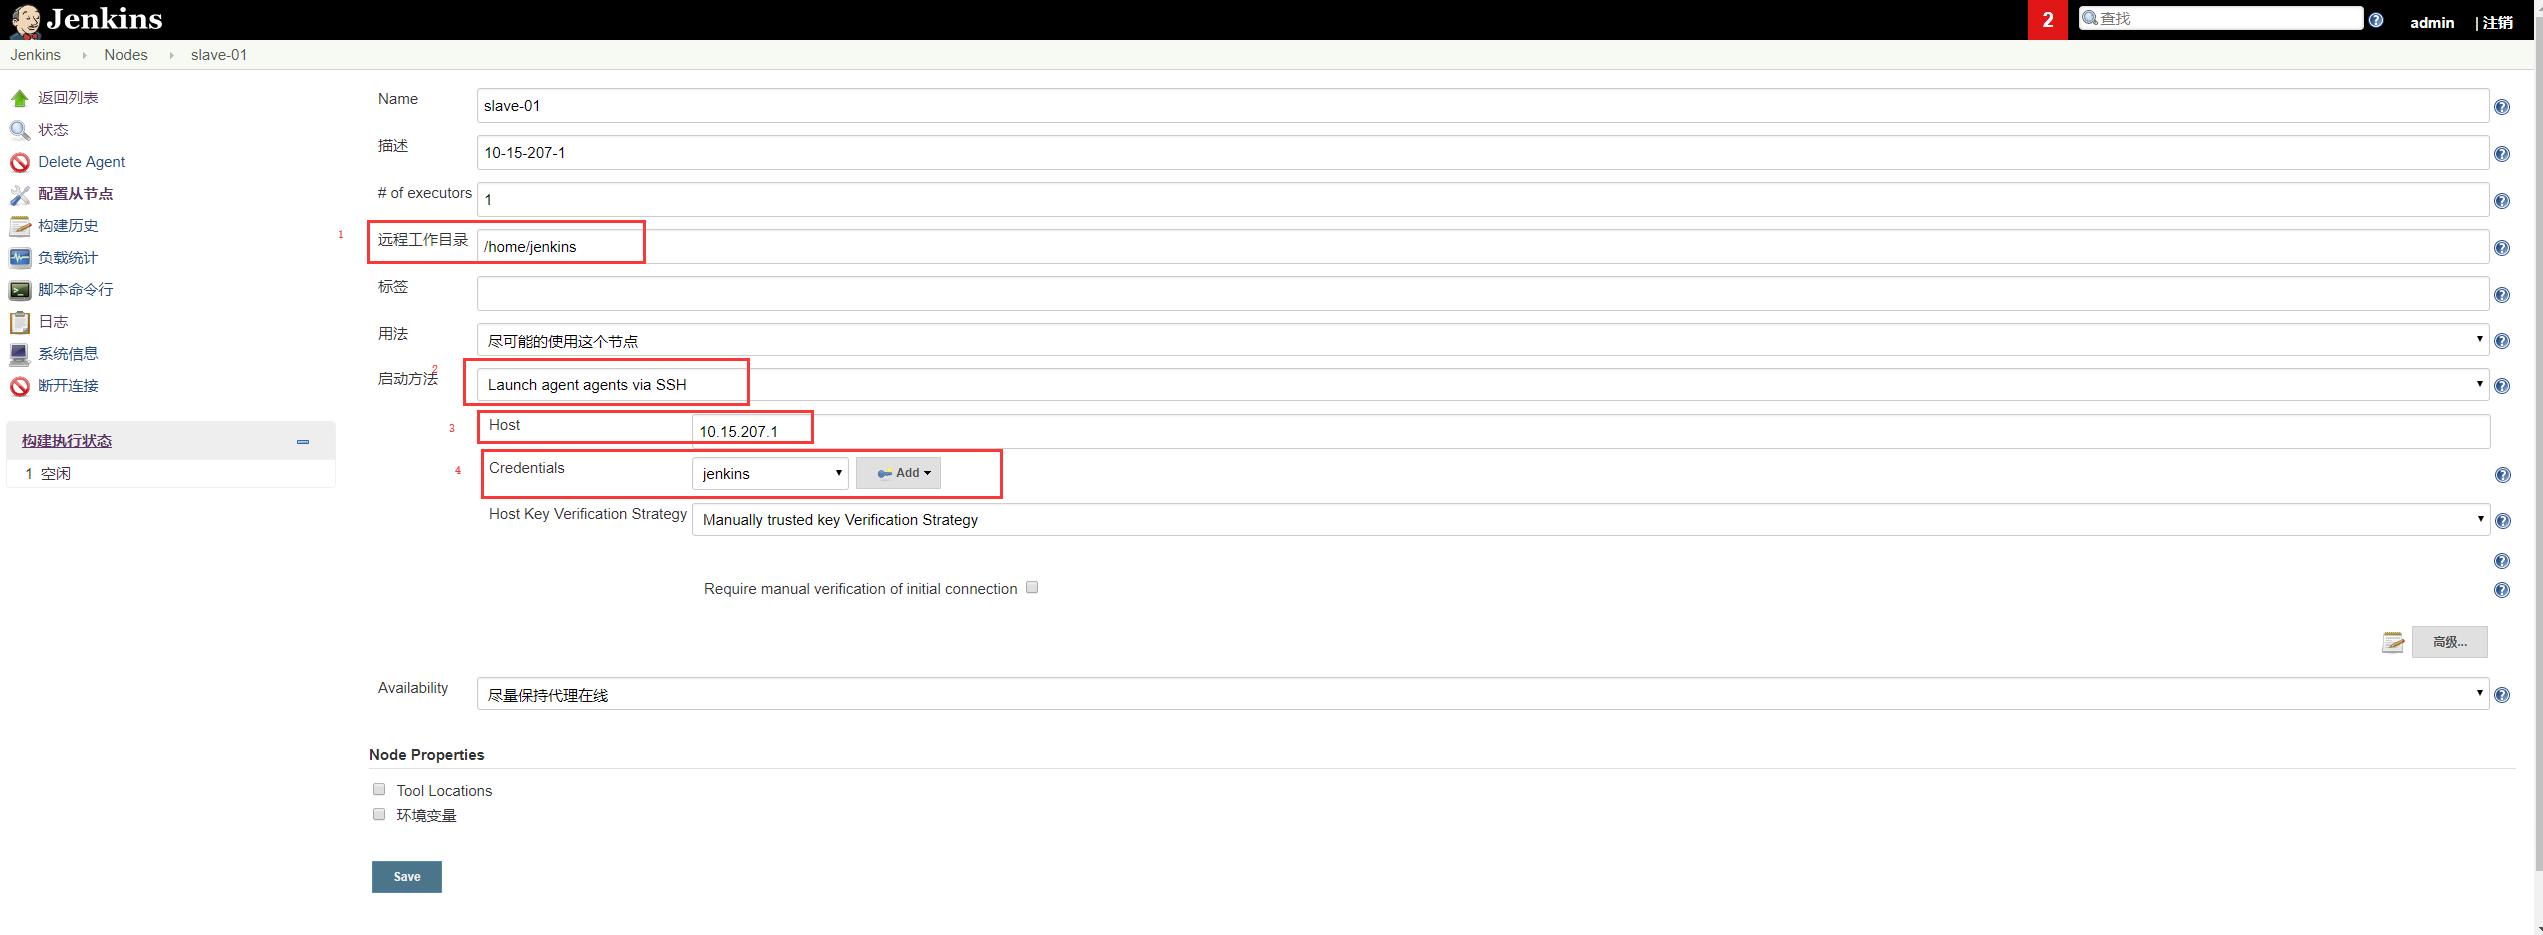 Jenkins
2
查找
admin
| 注销
Jenkins
Nodes
slave-01
返回列表
状态
Delete Agent
配置从节点
构建历史
负载统计
脚本命令行
日志
系统信息
断开连接
构建执行状态
1 空闲
Name
slave-01
描述
10-15-207-1
# of executors
1
1
远程工作目录
/home/jenkins
标签
用法
尽可能的使用这个节点
2
启动方法
Launch agent agents via SSH
3
Host
10.15.207.1
4
Credentials
jenkins
Add
Host Key Verification Strategy
Manually trusted key Verification Strategy
Require manual verification of initial connection
高级...
Availability
尽量保持代理在线
Node Properties
Tool Locations
环境变量
Save